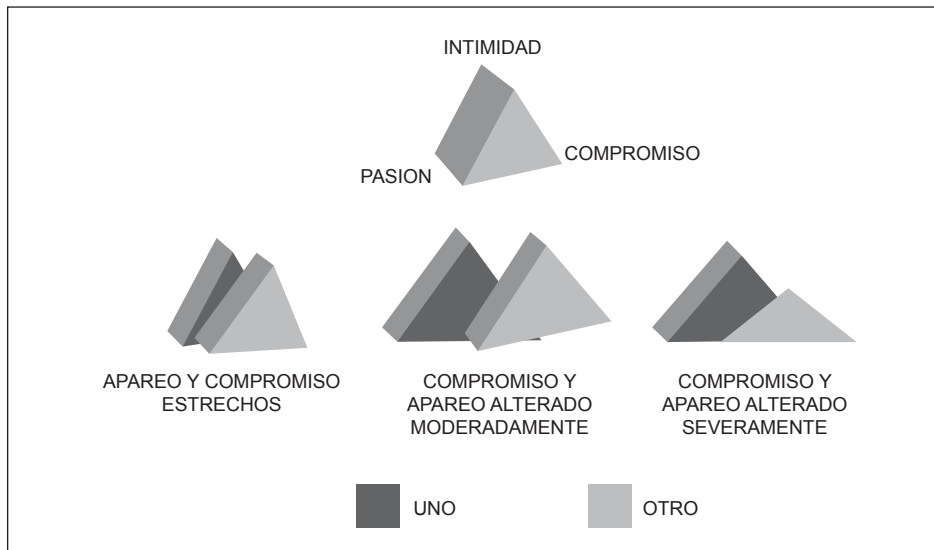 INTIMIDAD
COMPROMISO
PASION
APAREO Y COMPROMISO
ESTRECHOS
COMPROMISO Y
APAREO ALTERADO
MODERADAMENTE
COMPROMISO Y
APAREO ALTERADO
SEVERAMENTE
UNO
OTRO